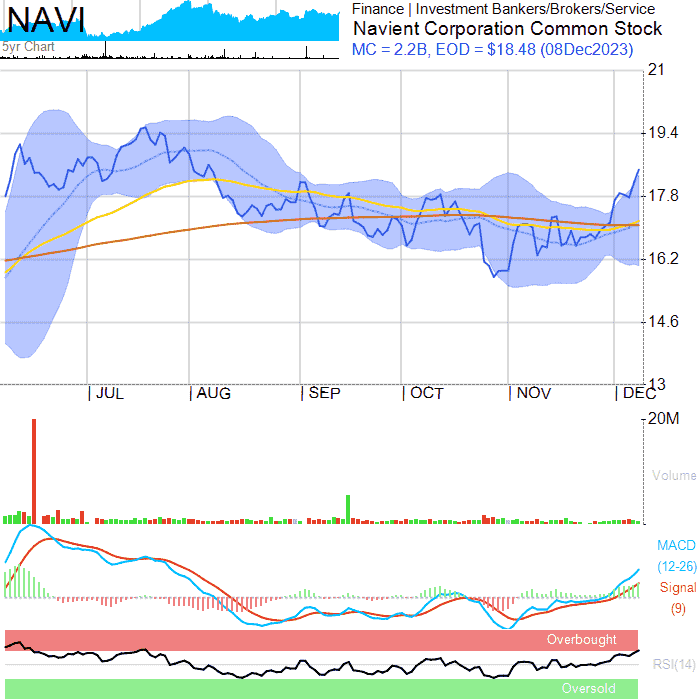 NAVI
5yr Chart
Finance | Investment Bankers/Brokers/Service
Navient Corporation Common Stock
MC = 2.2B, EOD = $18.48 (08Dec2023)
21
19.4
17.8
16.2
14.6
13
JUL AUG SEP OCT NOV DEC
20M
Volume
MACD
(12-26)
Signal
(9)
Overbought
RSI(14)
Oversold